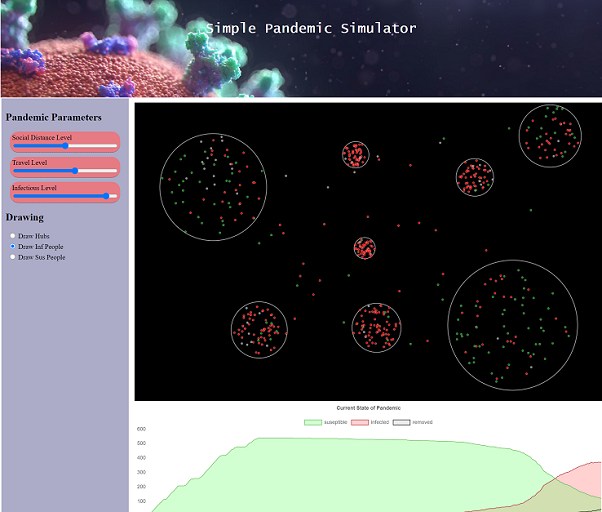 Simple Pandemic Simulator
Pandemic Parameters
Social Distance Level
Travel Level
Infectious Level
Drawing
Draw Hubs
Draw Inf People
Draw Sus People
Current State of Pandemic
suseptible infected removed
600
500
400
300
200
100